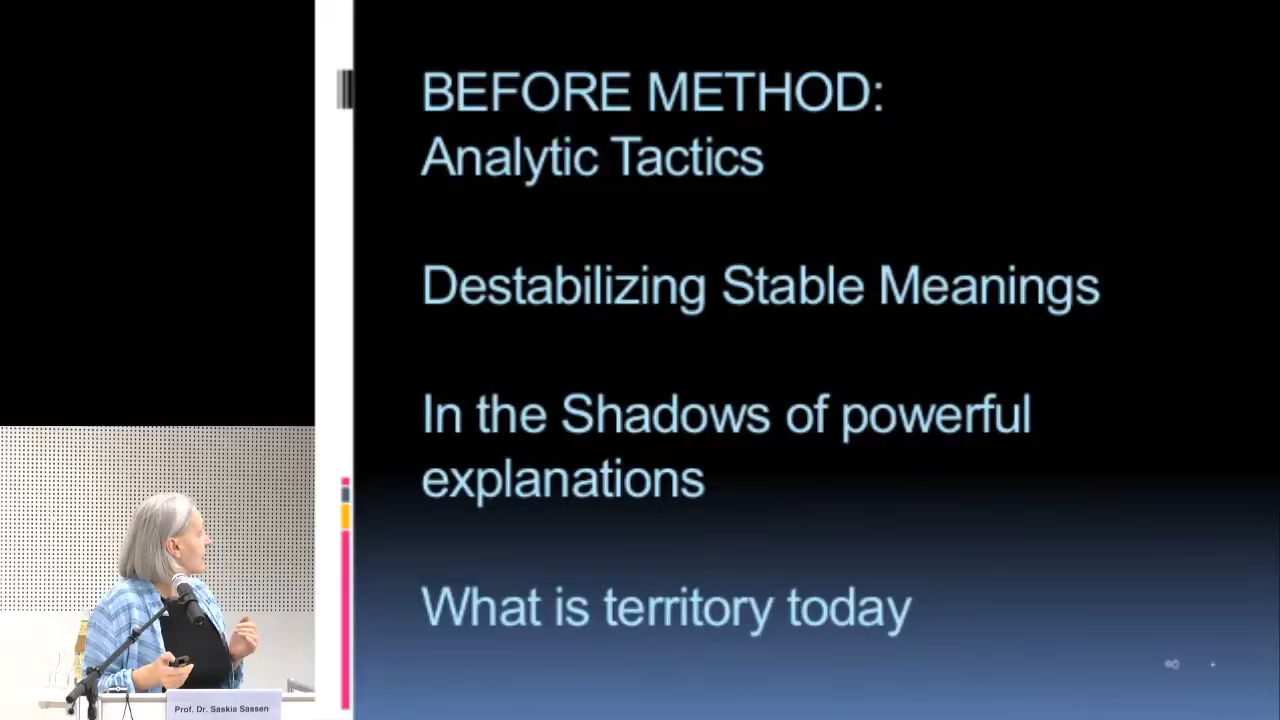 BEFORE METHOD:
Analytic Tactics
Destabilizing Stable Meanings
In the Shadows of powerful
explanations
What is territory today
Prof. Dr. Saskia Sassen